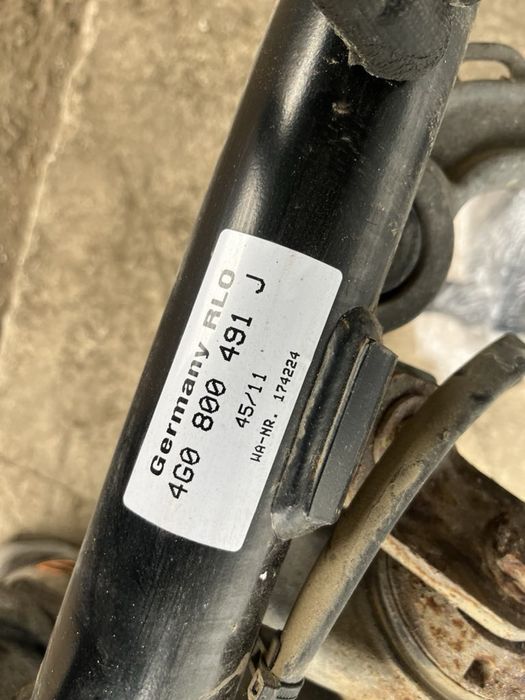 Germany RLO
4G0 800 491 J
45/11
WA-NR. 174224